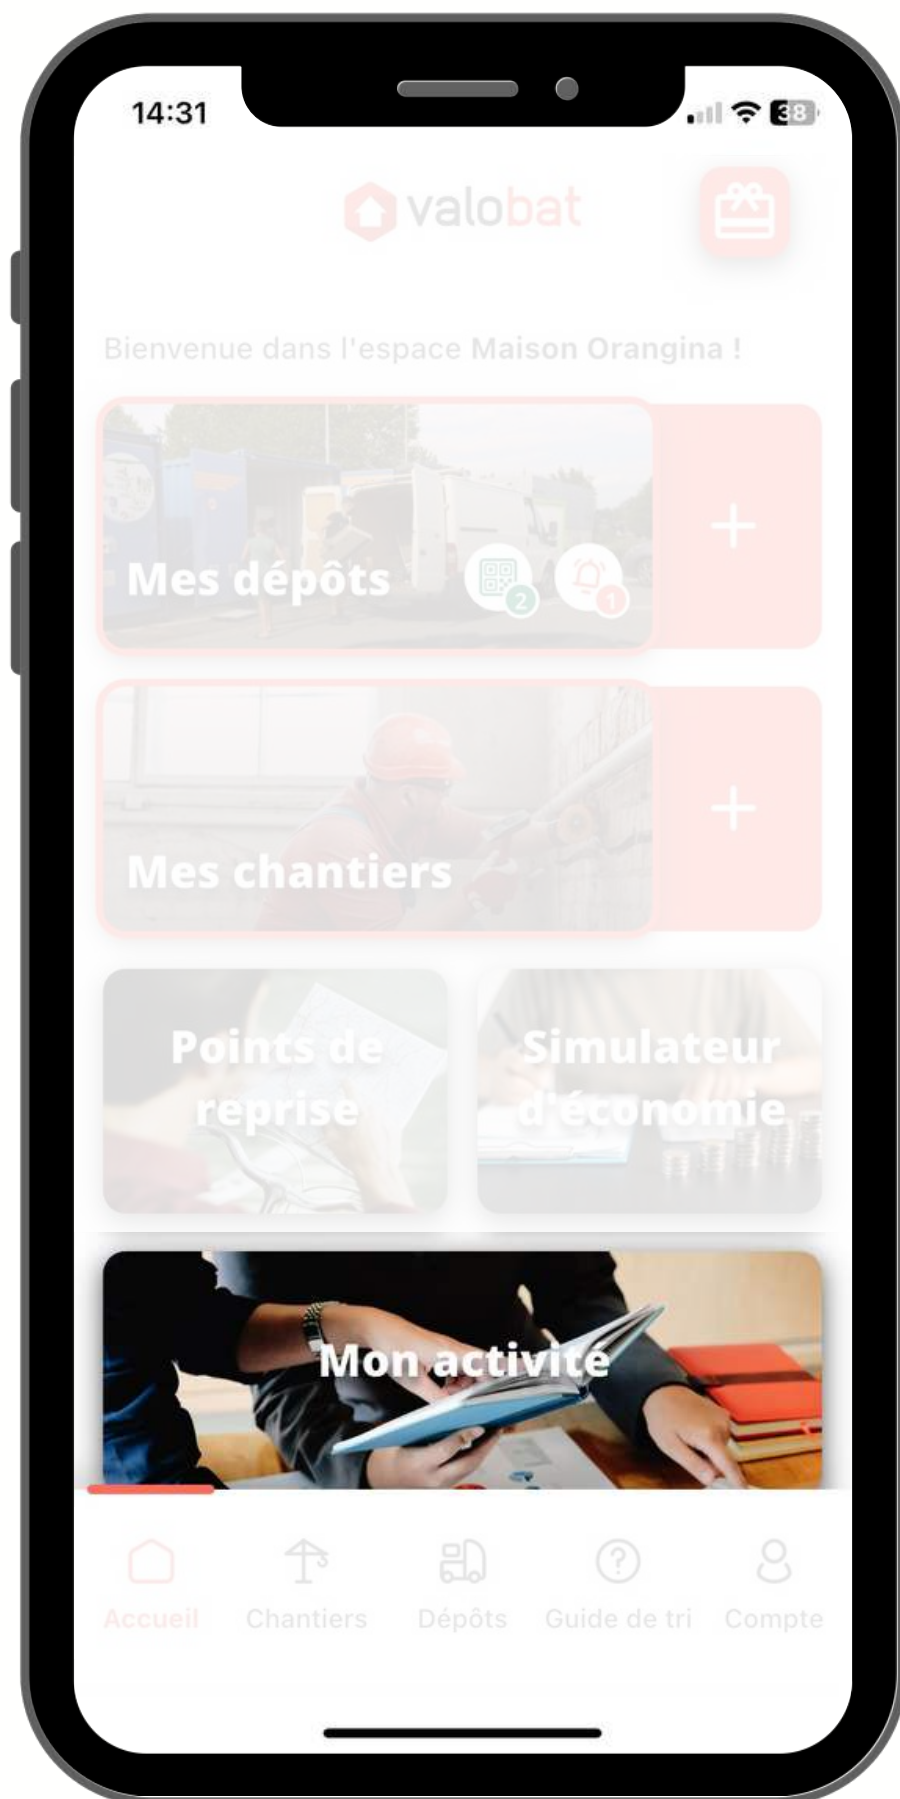 14:31
38
valobat
Bienvenue dans l'espace Maison Orangina !
Mes dépôts
2
1
+
Mes chantiers
+
Points de
reprise
Simulateur
d'économie
Mon activité
Accueil
Chantiers
Dépôts
Guide de tri
Compte